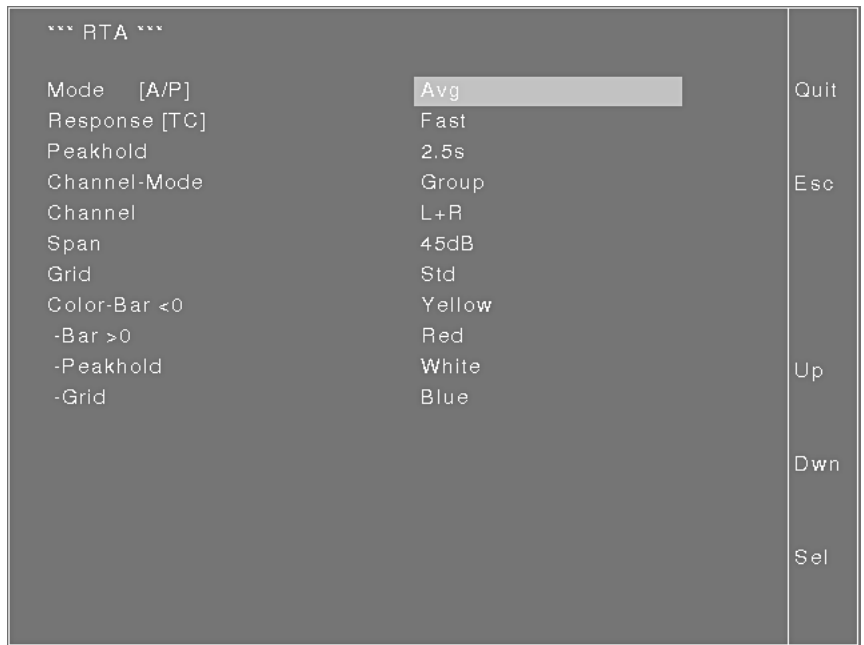 *** RTA ***
Mode [A/P] Avg Quit
Response [TC] Fast
Peakhold 2.5s
Channel-Mode Group Esc
Channel L+R
Span 45dB
Grid Std
Color-Bar <0 Yellow
-Bar >0 Red
-Peakhold White Up
-Grid Blue
Dwn
Sel